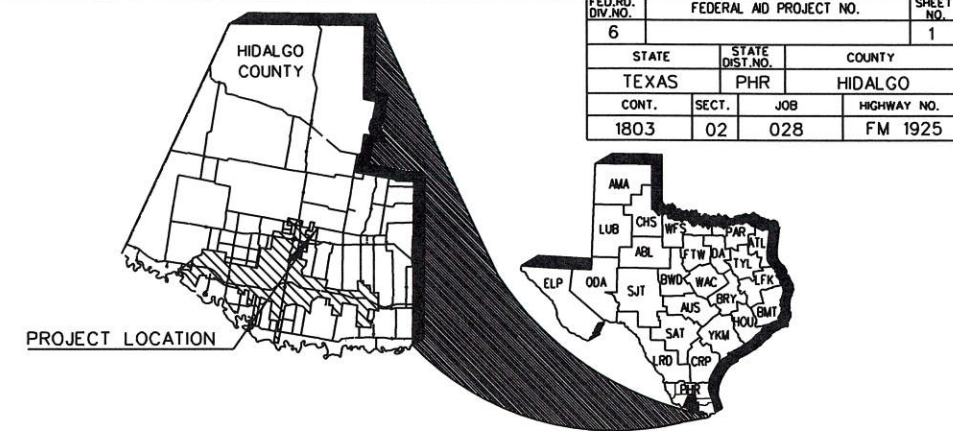 FED.RD. DIV.NO. FEDERAL AID PROJECT NO. SHEET NO.
6 1
STATE STATE DIST.NO. COUNTY
TEXAS PHR HIDALGO
CONT. SECT. JOB HIGHWAY NO.
1803 02 028 FM 1925
HIDALGO
COUNTY
PROJECT LOCATION
AMA
LUB CHS WFS PAR ATL
ABL FTW DAL TYL
ELP ODA SJT BWD WAC LFK
BRY BMT
AUS HOU
SAT YKM
LRD CRP
PHR